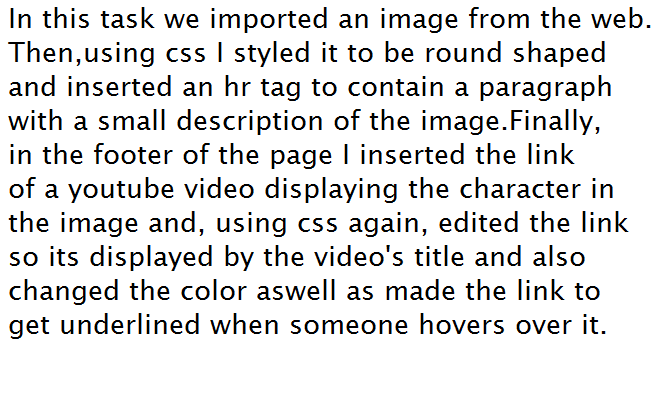 In this task we imported an image from the web.
Then,using css I styled it to be round shaped
and inserted an hr tag to contain a paragraph
with a small description of the image.Finally,
in the footer of the page I inserted the link
of a youtube video displaying the character in
the image and, using css again, edited the link
so its displayed by the video's title and also
changed the color aswell as made the link to
get underlined when someone hovers over it.